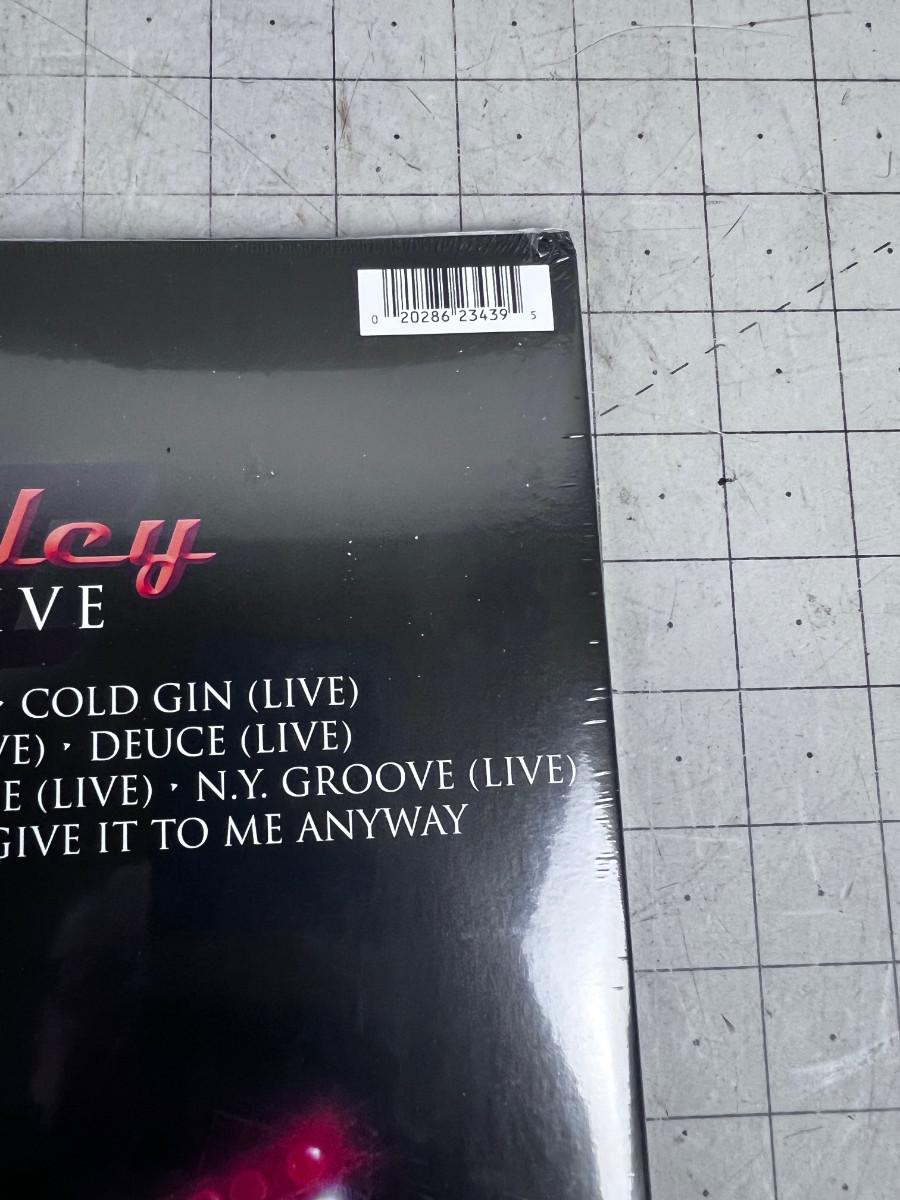 0 20286 23439 5
ley
IVE
· COLD GIN (LIVE)
VE) · DEUCE (LIVE)
E (LIVE) · N.Y. GROOVE (LIVE)
GIVE IT TO ME ANYWAY